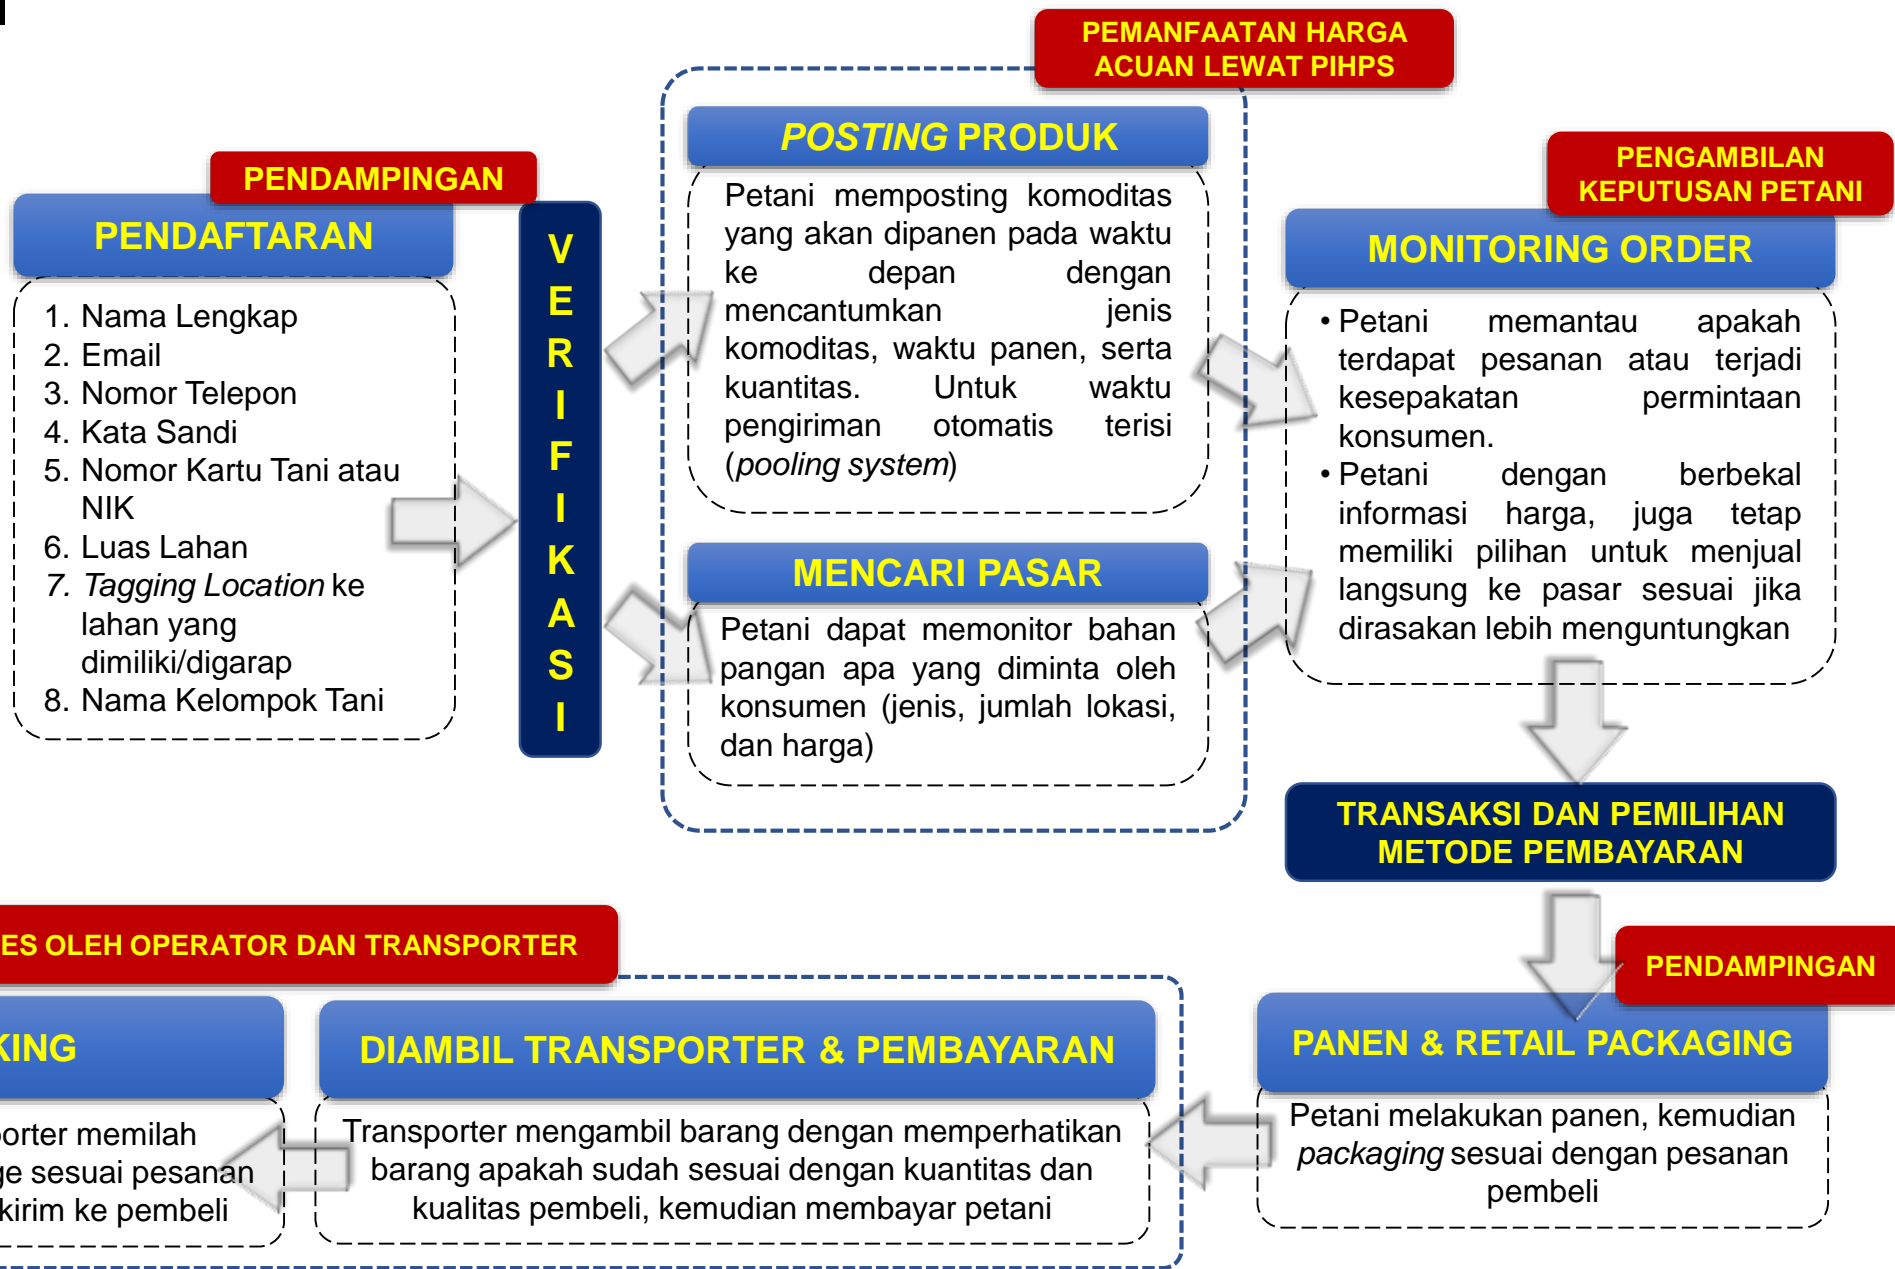 PEMANFAATAN HARGA
ACUAN LEWAT PIHPS
PENDAMPINGAN
PENDAFTARAN
1. Nama Lengkap
2. Email
3. Nomor Telepon
4. Kata Sandi
5. Nomor Kartu Tani atau
NIK
6. Luas Lahan
7. Tagging Location ke
lahan yang
dimiliki/digarap
8. Nama Kelompok Tani
V
E
R
I
F
I
K
A
S
I
POSTING PRODUK
Petani memposting komoditas
yang akan dipanen pada waktu
ke depan dengan
mencantumkan jenis
komoditas, waktu panen, serta
kuantitas. Untuk waktu
pengiriman otomatis terisi
(pooling system)
MENCARI PASAR
Petani dapat memonitor bahan
pangan apa yang diminta oleh
konsumen (jenis, jumlah lokasi,
dan harga)
PENGAMBILAN
KEPUTUSAN PETANI
MONITORING ORDER
• Petani memantau apakah
terdapat pesanan atau terjadi
kesepakatan permintaan
konsumen.
• Petani dengan berbekal
informasi harga, juga tetap
memiliki pilihan untuk menjual
langsung ke pasar sesuai jika
dirasakan lebih menguntungkan
TRANSAKSI DAN PEMILIHAN
METODE PEMBAYARAN
PENDAMPINGAN
PANEN & RETAIL PACKAGING
Petani melakukan panen, kemudian
packaging sesuai dengan pesanan
pembeli
ES OLEH OPERATOR DAN TRANSPORTER
DIAMBIL TRANSPORTER & PEMBAYARAN
Transporter mengambil barang dengan memperhatikan
barang apakah sudah sesuai dengan kuantitas dan
kualitas pembeli, kemudian membayar petani
KING
porter memilah
ge sesuai pesanan
kirim ke pembeli